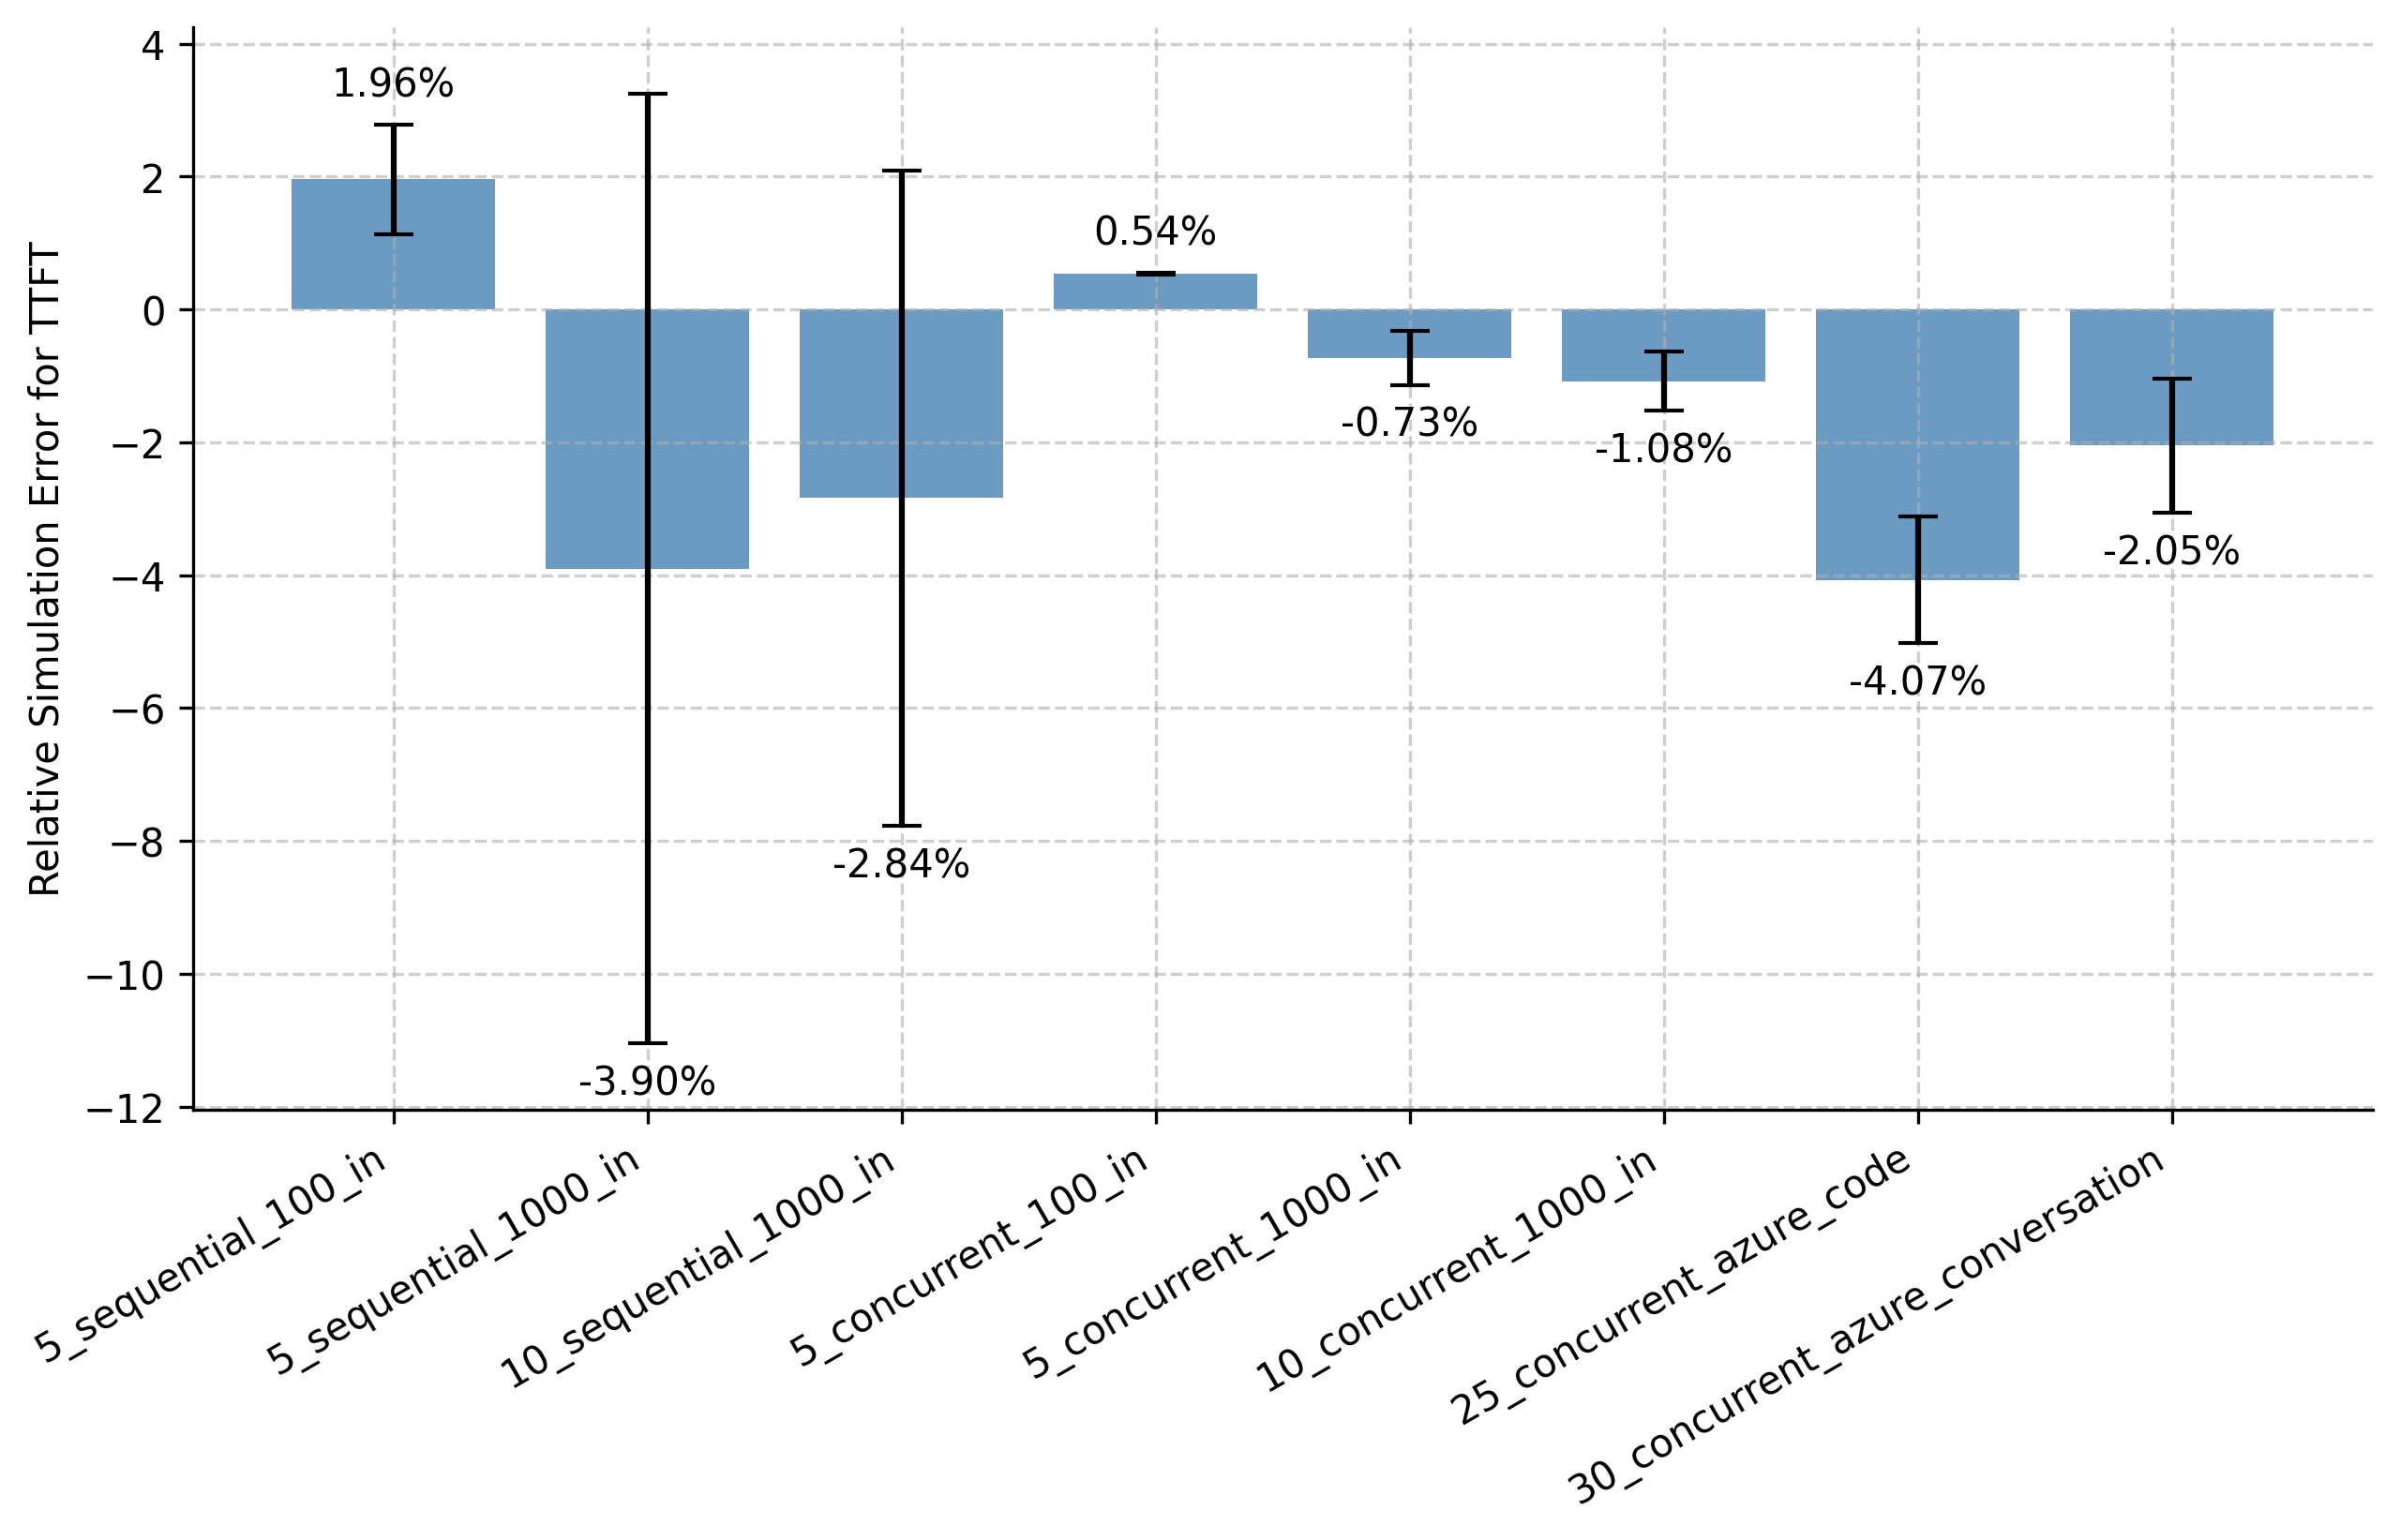 Relative Simulation Error for TTFT
4
2
0
−2
−4
−6
−8
−10
−12
1.96%
-3.90%
-2.84%
0.54%
-0.73%
-1.08%
-4.07%
-2.05%
5_sequential_100_in
5_sequential_1000_in
10_sequential_1000_in
5_concurrent_100_in
5_concurrent_1000_in
10_concurrent_1000_in
25_concurrent_azure_code
30_concurrent_azure_conversation